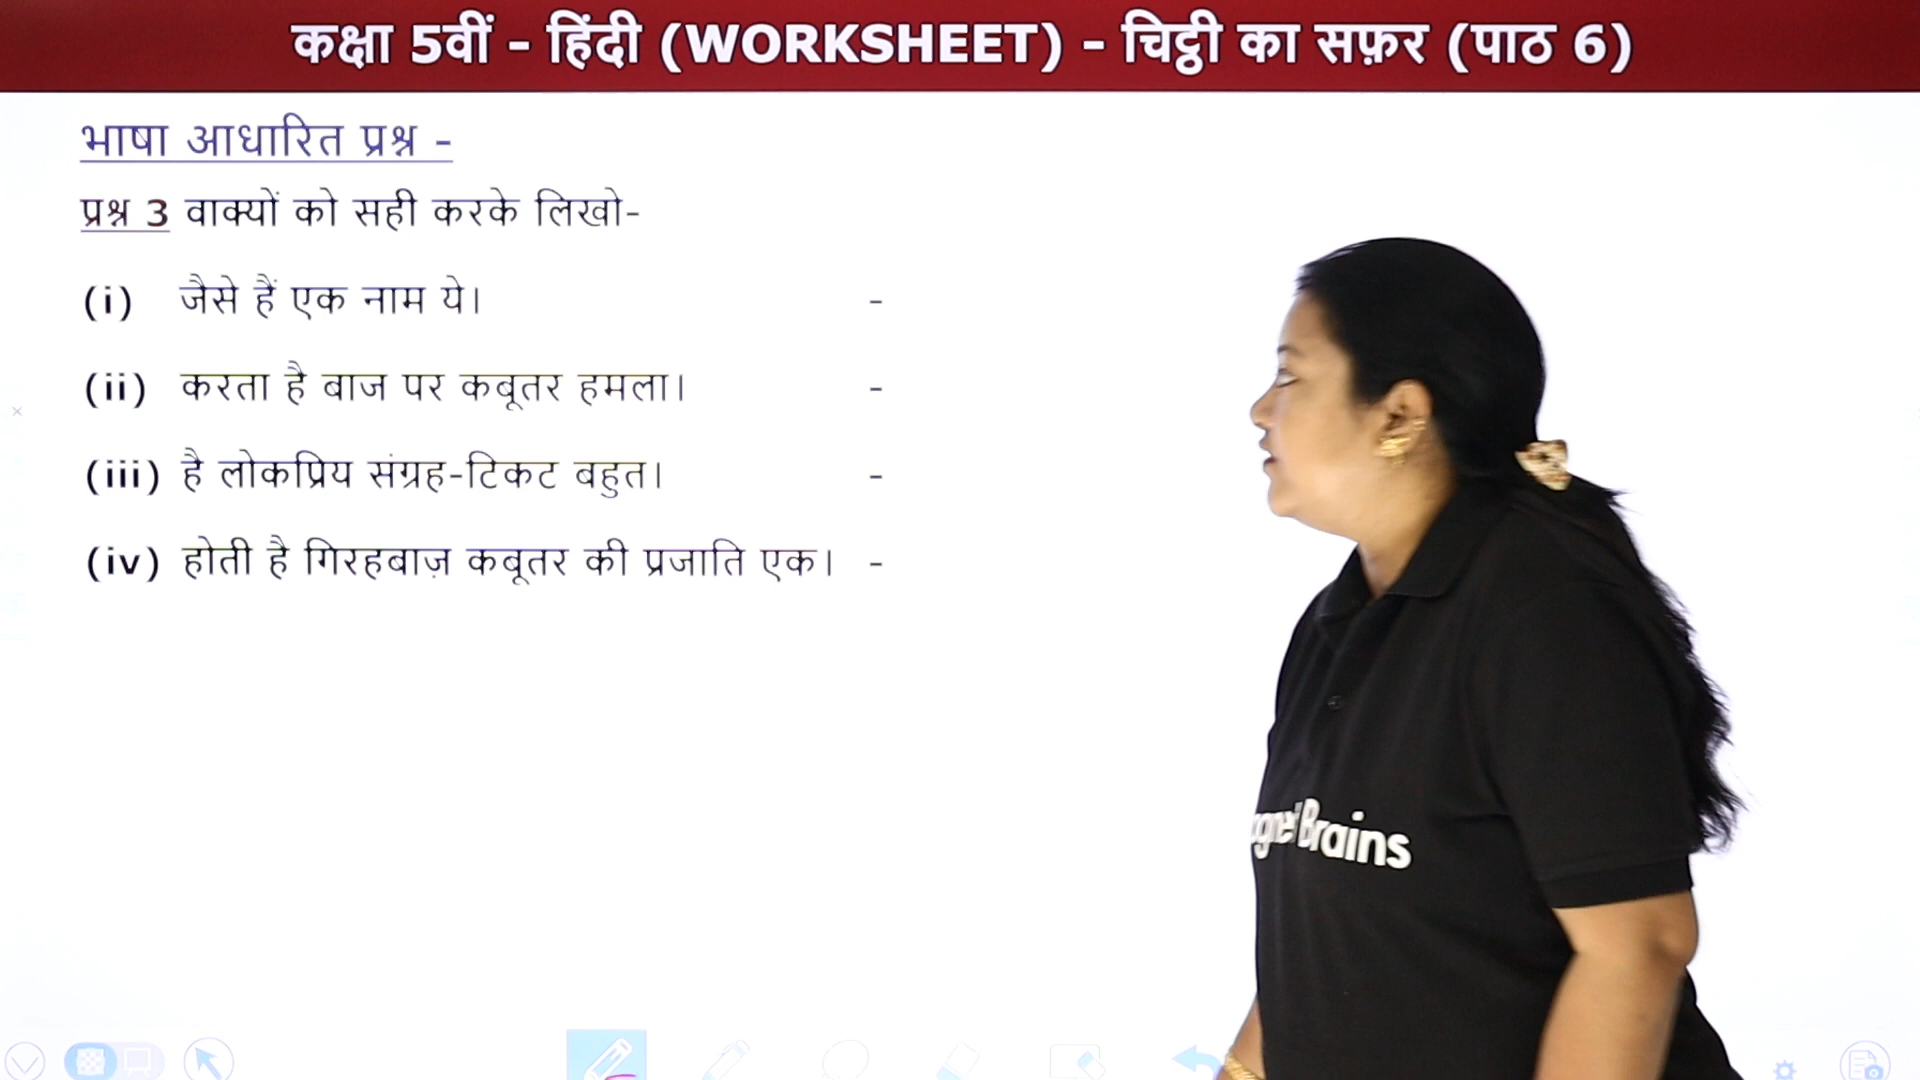 कक्षा 5वीं - हिंदी (WORKSHEET) - चिट्ठी का सफ़र (पाठ 6)
भाषा आधारित प्रश्न -
प्रश्न 3 वाक्यों को सही करके लिखो-
(i) जैसे हैं एक नाम ये। -
(ii) करता है बाज पर कबूतर हमला। -
(iii) है लोकप्रिय संग्रह-टिकट बहुत। -
(iv) होती है गिरहबाज़ कबूतर की प्रजाति एक। -
Brains